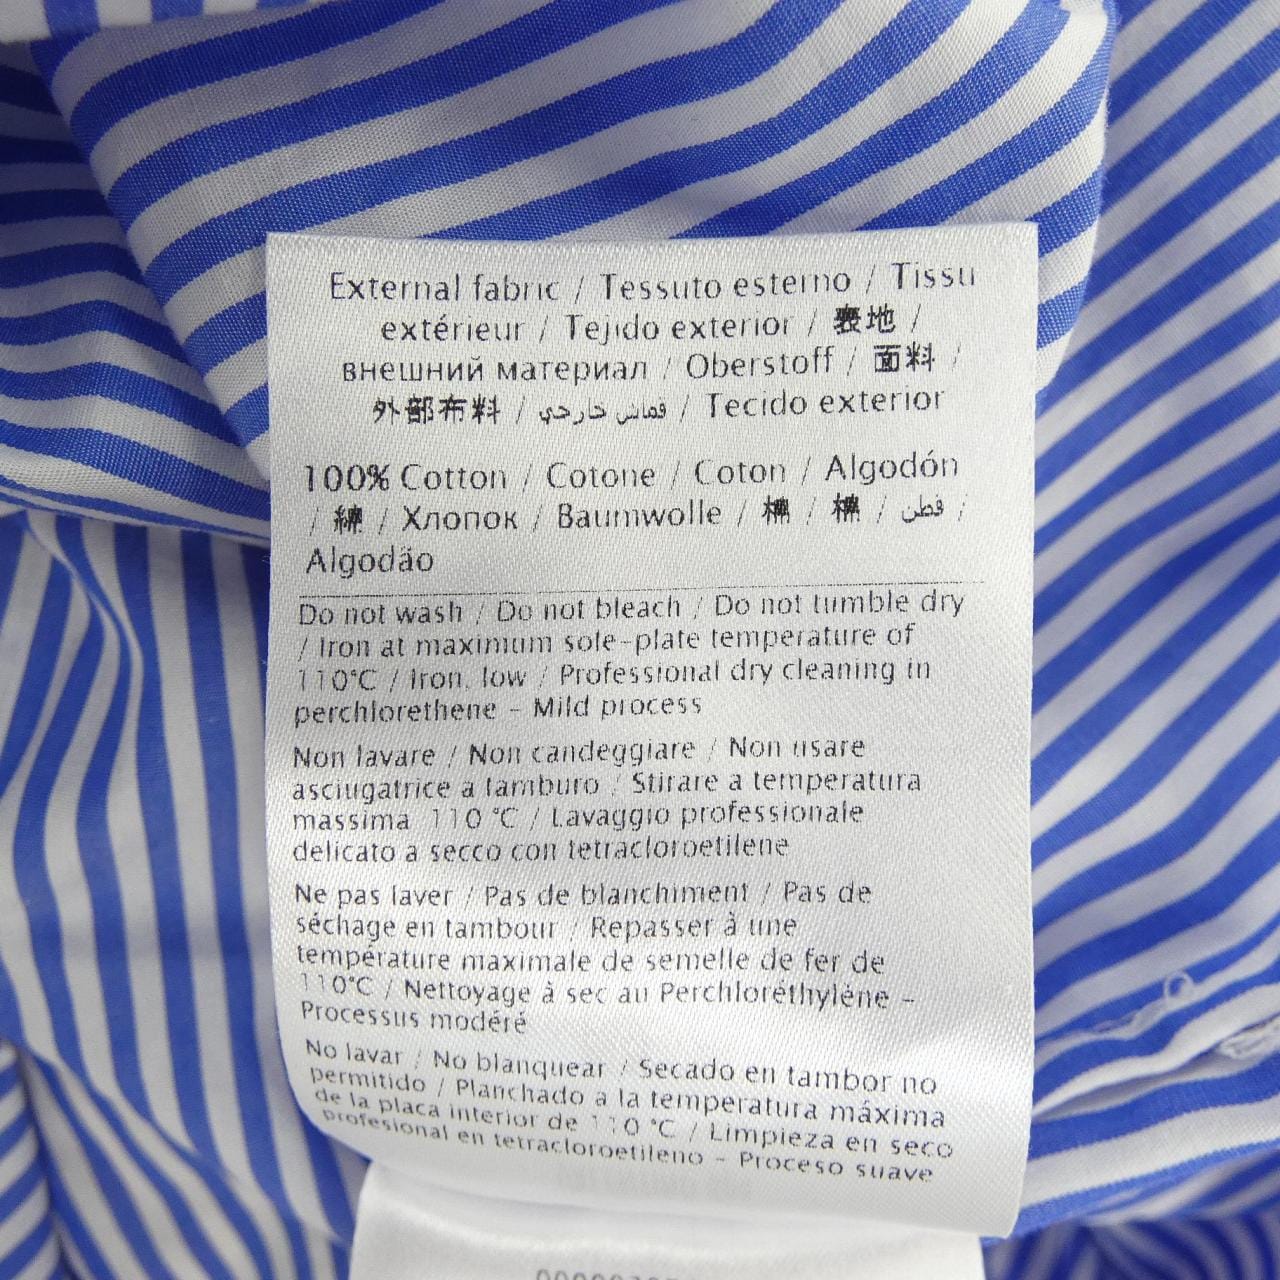 External fabric / Tessuto esterno / Tissu
extérieur / Tejido exterior / 表地 /
внешний материал / Oberstoff / 面料 /
外部布料 / قماش خارجي / Tecido exterior
100% Cotton / Cotone / Coton / Algodón
/ 綿 / Хлопок / Baumwolle / 棉 / 棉 / قطن /
Algodão
Do not wash / Do not bleach / Do not tumble dry
/ Iron at maximum sole-plate temperature of
110°C / Iron, low / Professional dry cleaning in
perchlorethene - Mild process
Non lavare / Non candeggiare / Non usare
asciugatrice a tamburo / Stirare a temperatura
massima 110 °C / Lavaggio professionale
delicato a secco con tetracloroetilene
Ne pas laver / Pas de blanchiment / Pas de
séchage en tambour / Repasser à une
température maximale de semelle de fer de
110°C / Nettoyage à sec au Perchloréthylène -
Processus modéré
No lavar / No blanquear / Secado en tambor no
permitido / Planchado a la temperatura máxima
de la placa interior de 110 °C / Limpieza en seco
profesional en tetracloroetileno - Proceso suave